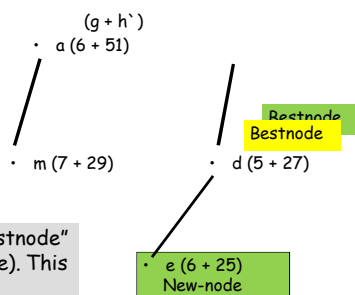 (g + h`)
• a (6 + 51)
Bestnode
Bestnode
• m (7 + 29)
• d (5 + 27)
stnode"
e). This
• e (6 + 25)
New-node